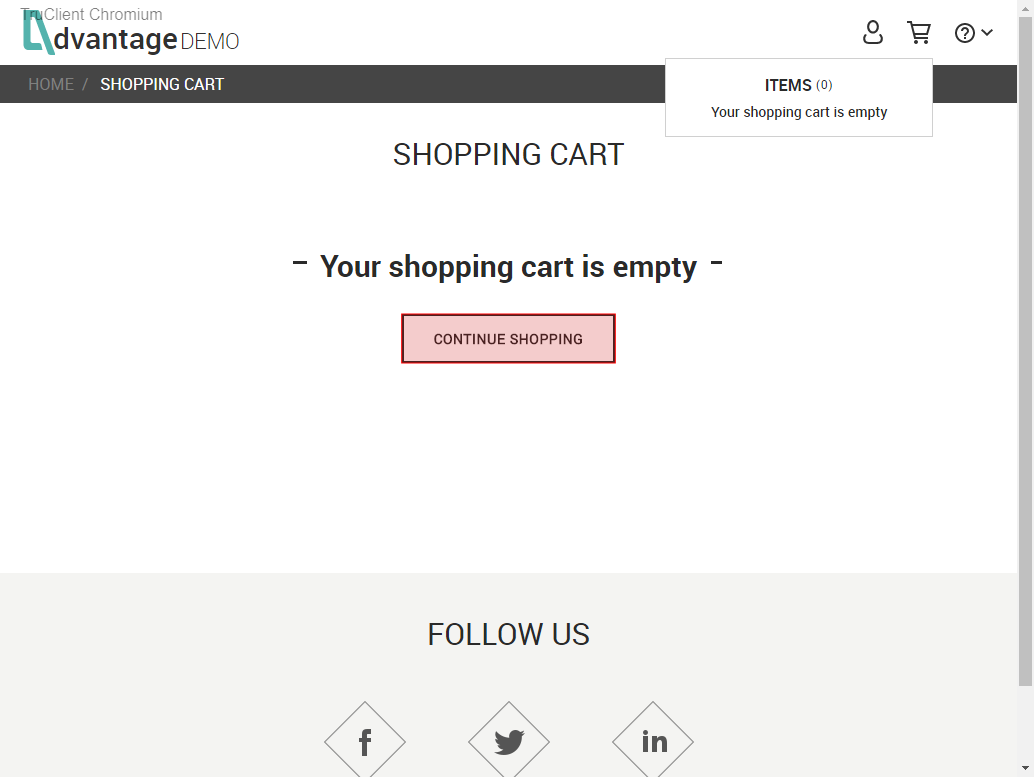 TruClient Chromium
dvantage DEMO
HOME / SHOPPING CART
ITEMS (0)
Your shopping cart is empty
SHOPPING CART
– Your shopping cart is empty –
CONTINUE SHOPPING
FOLLOW US
f
in